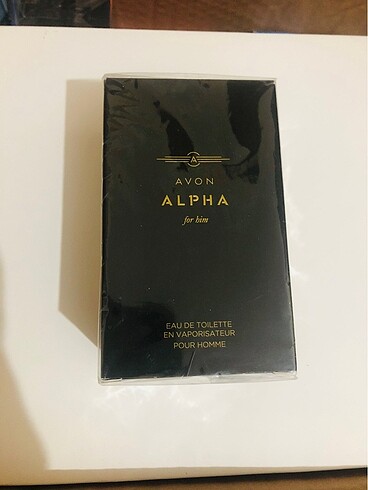 A
AVON
ALPHA
for him
EAU DE TOILETTE
EN VAPORISATEUR
POUR HOMME